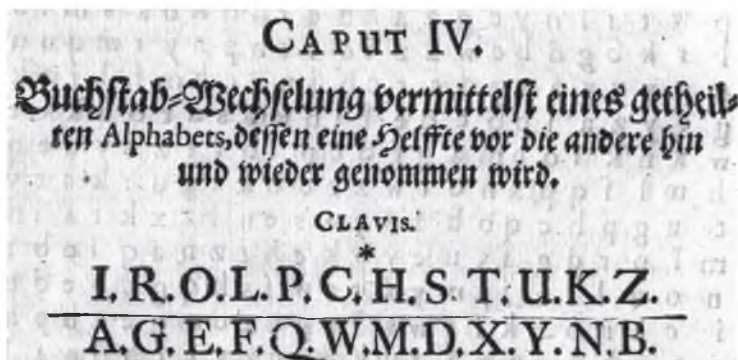 CAPUT IV.
Buchſtab-Wechſelung vermittelſt eines getheil-
ten Alphabets, deſſen eine Helffte vor die andere hin
und wieder genommen wird.
CLAVIS.
*
I. R. O. L. P. C. H. S. T. U. K. Z.
A. G. E. F. Q. W. M. D. X. Y. N. B.